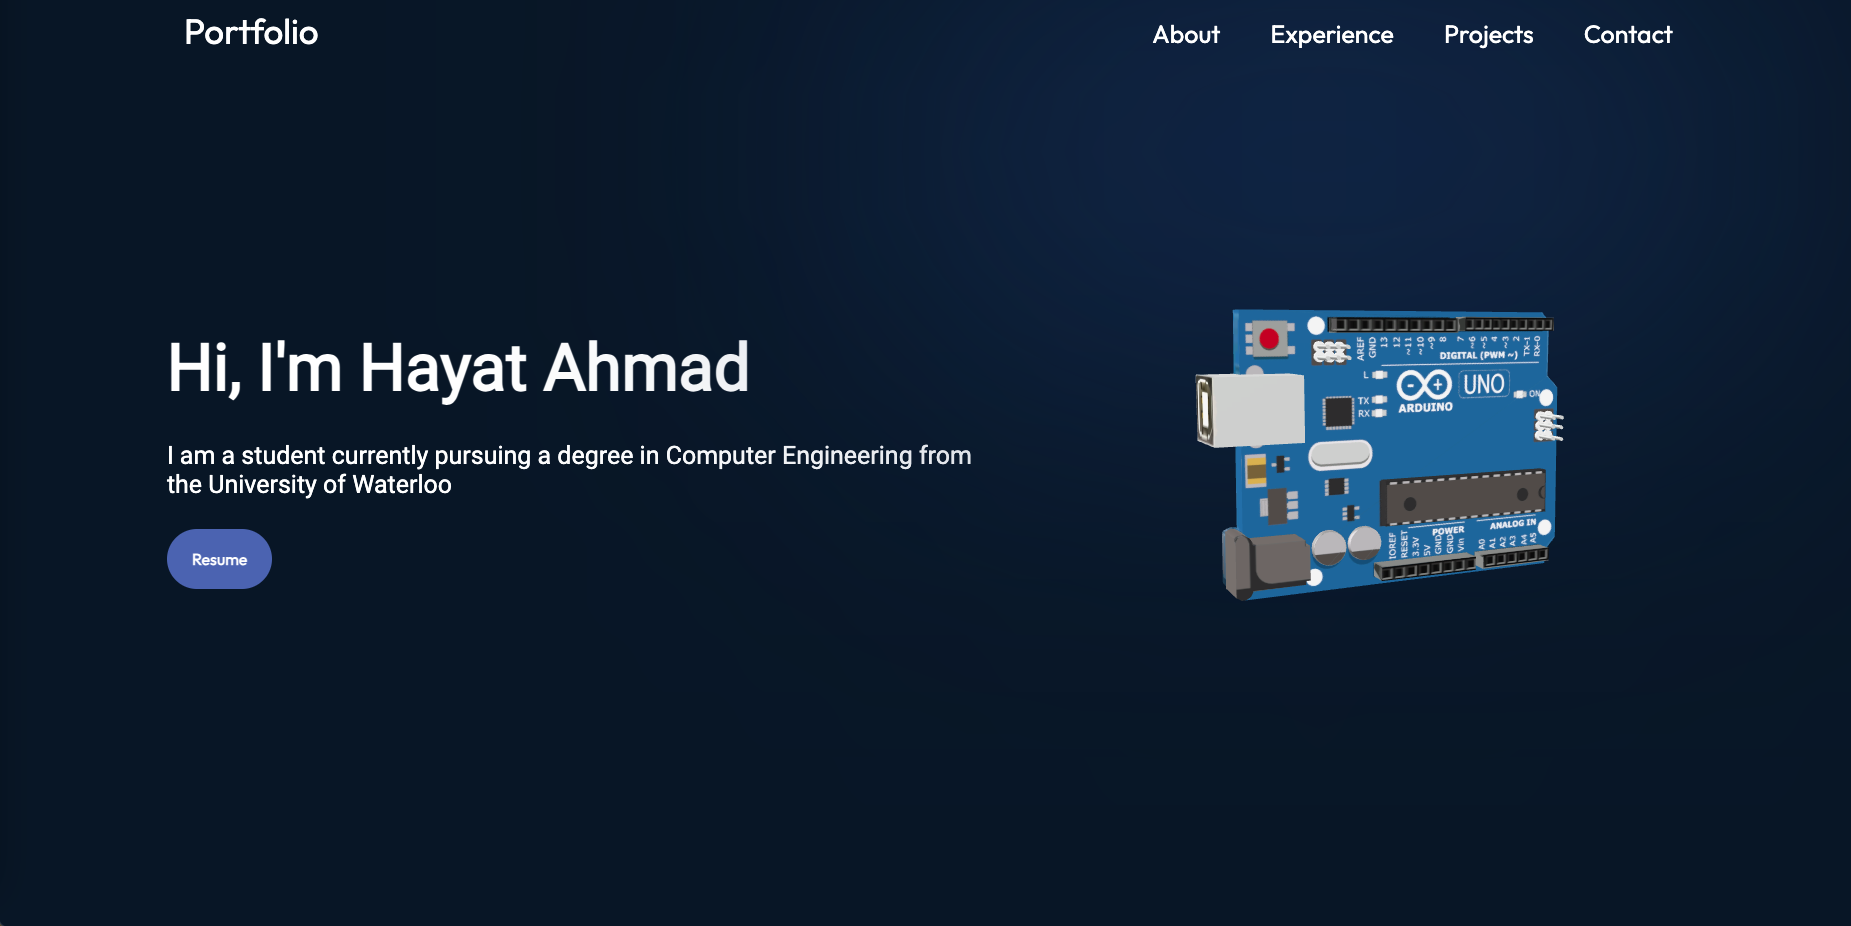 Portfolio
About Experience Projects Contact
Hi, I'm Hayat Ahmad
I am a student currently pursuing a degree in Computer Engineering from
the University of Waterloo
Resume
AREF
GND
13
12
~11
~10
~9
8
7
~6
~5
4
~3
2
TX-1
RX-0
DIGITAL (PWM ~)
L
TX
RX
ARDUINO
UNO
ON
POWER
ANALOG IN
IOREF
RESET
3.3V
5V
GND
GND
Vin
A0
A1
A2
A3
A4
A5